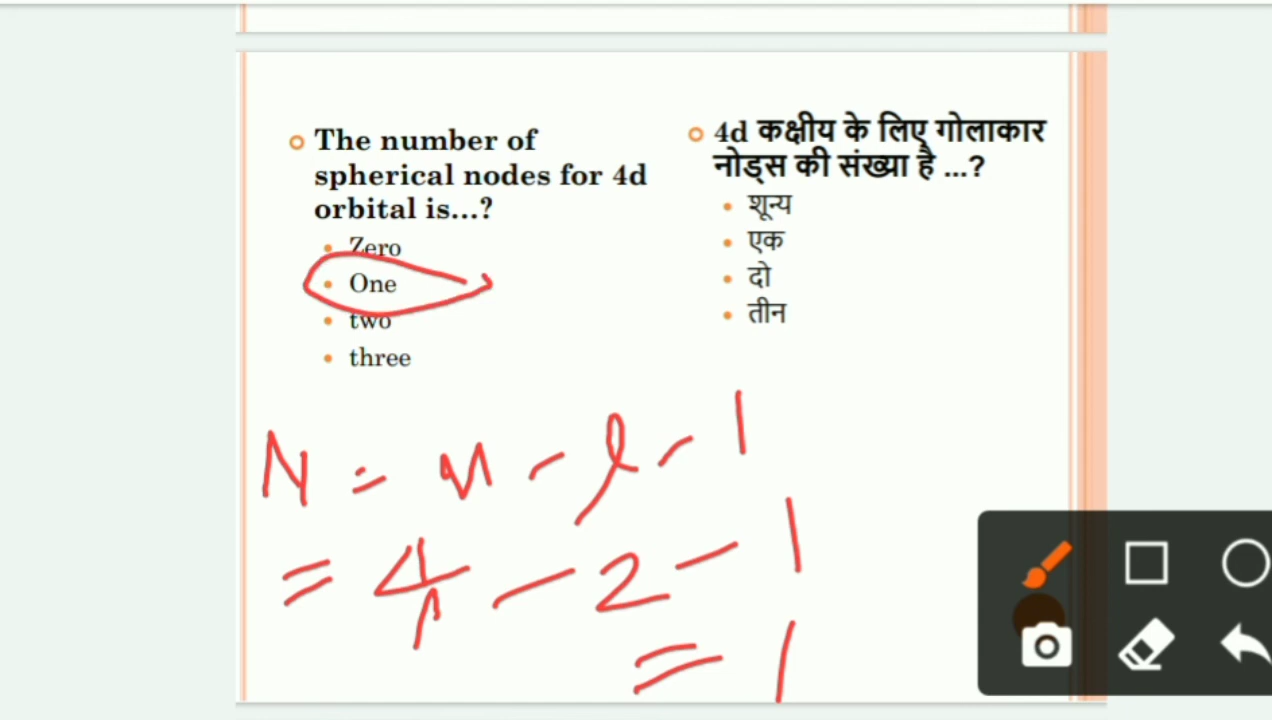 The number of
spherical nodes for 4d
orbital is...?
Zero
One
two
three
4d कक्षीय के लिए गोलाकार
नोड्स की संख्या है ...?
शून्य
एक
दो
तीन
N = n - l - 1
= 4 - 2 - 1
= 1